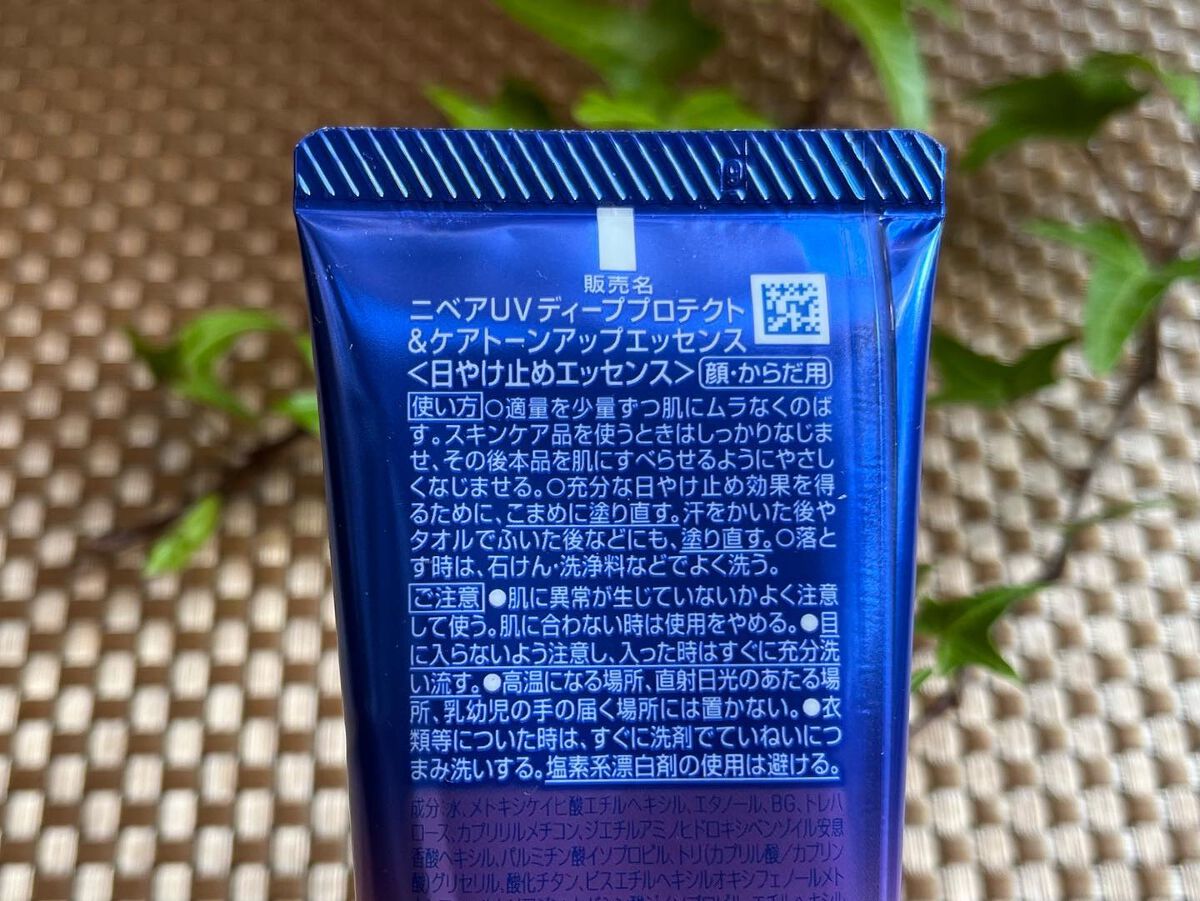 販売名
ニベアUVディーププロテクト
&ケアトーンアップエッセンス
<日やけ止めエッセンス> 顔・からだ用
使い方 ○適量を少量ずつ肌にムラなくのば
す。スキンケア品を使うときはしっかりなじま
せ、その後本品を肌にすべらせるようにやさし
くなじませる。○充分な日やけ止め効果を得
るために、こまめに塗り直す。汗をかいた後や
タオルでふいた後などにも、塗り直す。○落と
す時は、石けん・洗浄料などでよく洗う。
ご注意 ●肌に異常が生じていないかよく注意
して使う。肌に合わない時は使用をやめる。●目
に入らないよう注意し、入った時はすぐに充分洗
い流す。●高温になる場所、直射日光のあたる場
所、乳幼児の手の届く場所には置かない。●衣
類等についた時は、すぐに洗剤でていねいにつ
まみ洗いする。塩素系漂白剤の使用は避ける。
成分:水、メトキシケイヒ酸エチルヘキシル、エタノール、BG、トレハ
ロース、カプリリルメチコン、ジエチルアミノヒドロキシベンゾイル安息
香酸ヘキシル、パルミチン酸イソプロピル、トリ(カプリル酸/カプリン
酸)グリセリル、酸化チタン、ビスエチルヘキシルオキシフェノールメト